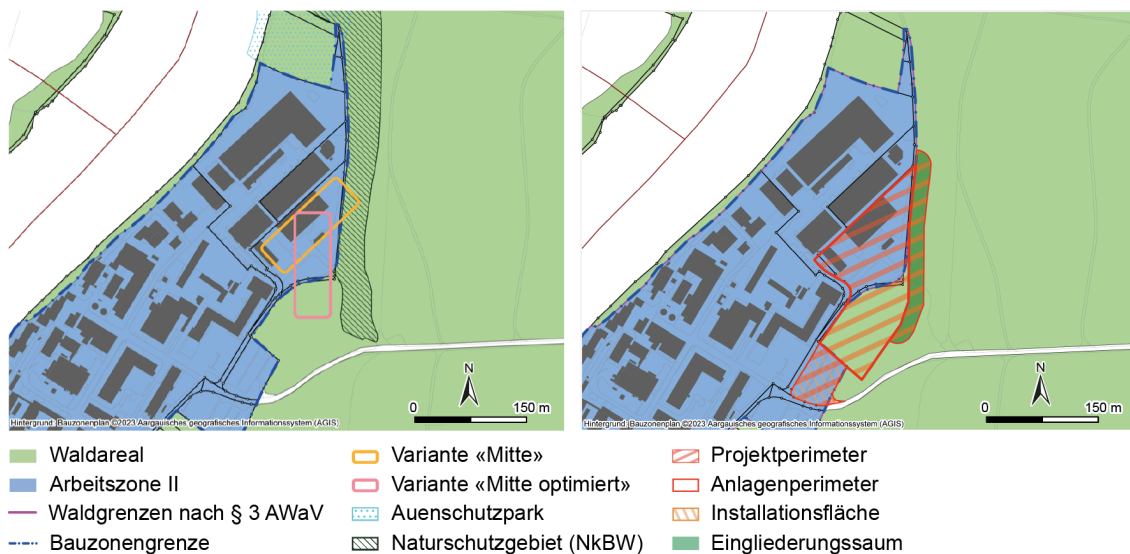 N
0 150 m
Hintergrund: Bauzonenplan ©2023 Aargauisches geografisches Informationssystem (AGIS)
N
0 150 m
Hintergrund: Bauzonenplan ©2023 Aargauisches geografisches Informationssystem (AGIS)
Waldareal
Arbeitszone II
Waldgrenzen nach § 3 AWaV
Bauzonengrenze
Variante «Mitte»
Variante «Mitte optimiert»
Auenschutzpark
Naturschutzgebiet (NkBW)
Projektperimeter
Anlagenperimeter
Installationsfläche
Eingliederungssaum